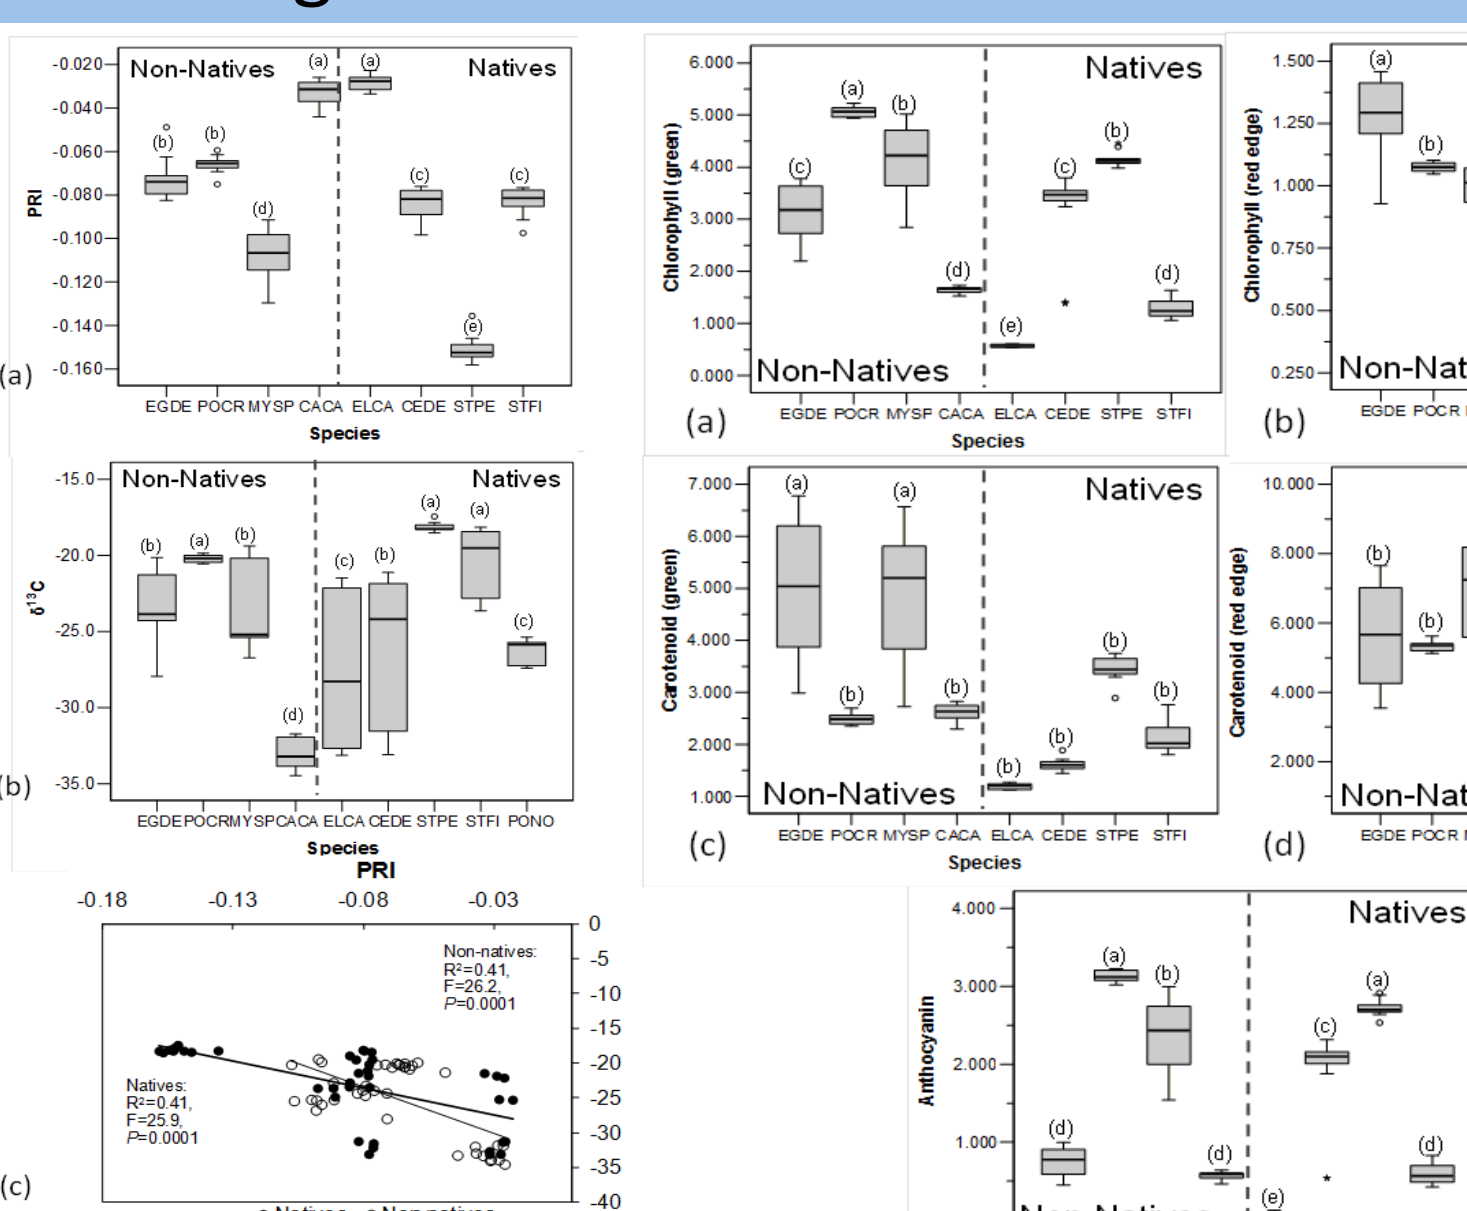 g
-0.020
-0.040
-0.060
-0.080
-0.100
-0.120
-0.140
-0.160
PRI
Non-Natives
Natives
(b)
(b)
(d)
(a)
(a)
(c)
(e)
(c)
EGDE POCR MYSP CACA ELCA CEDE STPE STFI
Species
(a)
-15.0
-20.0
-25.0
-30.0
-35.0
δ13C
Non-Natives
Natives
(b)
(a)
(b)
(d)
(c)
(b)
(a)
(a)
(c)
EGDE POCR MYSP CACA ELCA CEDE STPE STFI PONO
Species
(b)
PRI
-0.18 -0.13 -0.08 -0.03
0
-5
-10
-15
-20
-25
-30
-35
-40
Non-natives:
R²=0.41,
F=26.2,
P=0.0001
Natives:
R²=0.41,
F=25.9,
P=0.0001
(c)
6.000
5.000
4.000
3.000
2.000
1.000
0.000
Chlorophyll (green)
Natives
Non-Natives
(c)
(a)
(b)
(d)
(e)
(c)
(b)
(d)
EGDE POCR MYSP CACA ELCA CEDE STPE STFI
Species
(a)
1.500
1.250
1.000
0.750
0.500
0.250
Chlorophyll (red edge)
(a)
(b)
Non-Nat
EGDE POCR
(b)
7.000
6.000
5.000
4.000
3.000
2.000
1.000
Carotenoid (green)
Natives
Non-Natives
(a)
(b)
(a)
(b)
(b)
(b)
(b)
(b)
EGDE POCR MYSP CACA ELCA CEDE STPE STFI
Species
(c)
10.000
8.000
6.000
4.000
2.000
Carotenoid (red edge)
(b)
(b)
Non-Nat
EGDE POCR
(d)
4.000
3.000
2.000
1.000
Anthocyanin
Natives
(d)
(a)
(b)
(d)
(e)
(c)
(a)
(d)